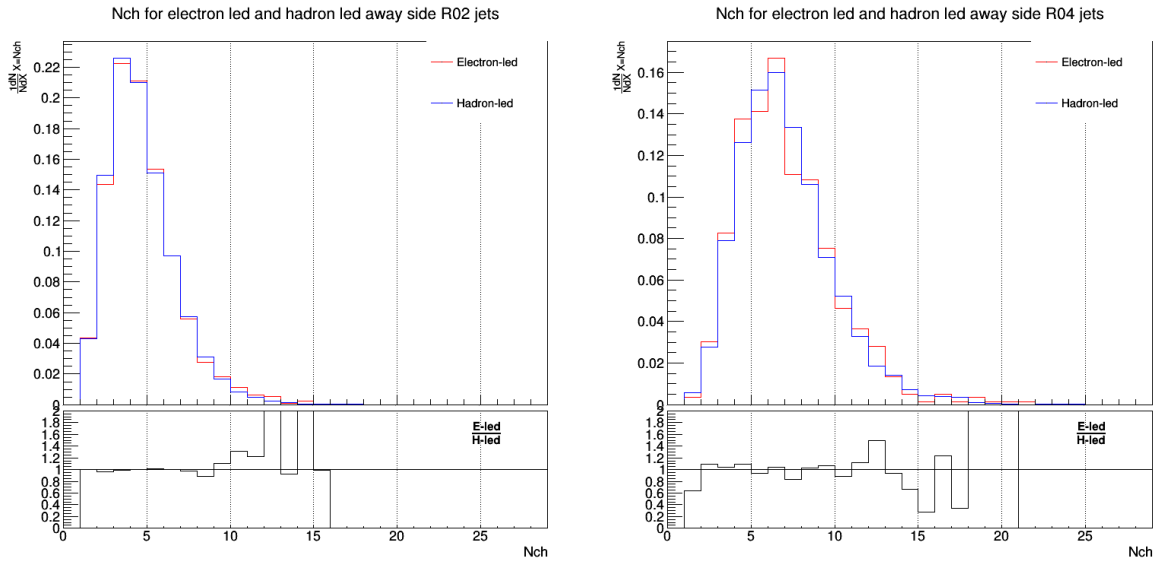 Nch for electron led and hadron led away side R02 jets
1 dN
N dX X=Nch
Electron-led
Hadron-led
0.22
0.2
0.18
0.16
0.14
0.12
0.1
0.08
0.06
0.04
0.02
0
2
1.8
1.6
1.4
1.2
1
0.8
0.6
0.4
0.2
0
E-led
H-led
0 5 10 15 20 25
Nch
Nch for electron led and hadron led away side R04 jets
1 dN
N dX X=Nch
Electron-led
Hadron-led
0.16
0.14
0.12
0.1
0.08
0.06
0.04
0.02
0
2
1.8
1.6
1.4
1.2
1
0.8
0.6
0.4
0.2
0
E-led
H-led
0 5 10 15 20 25
Nch